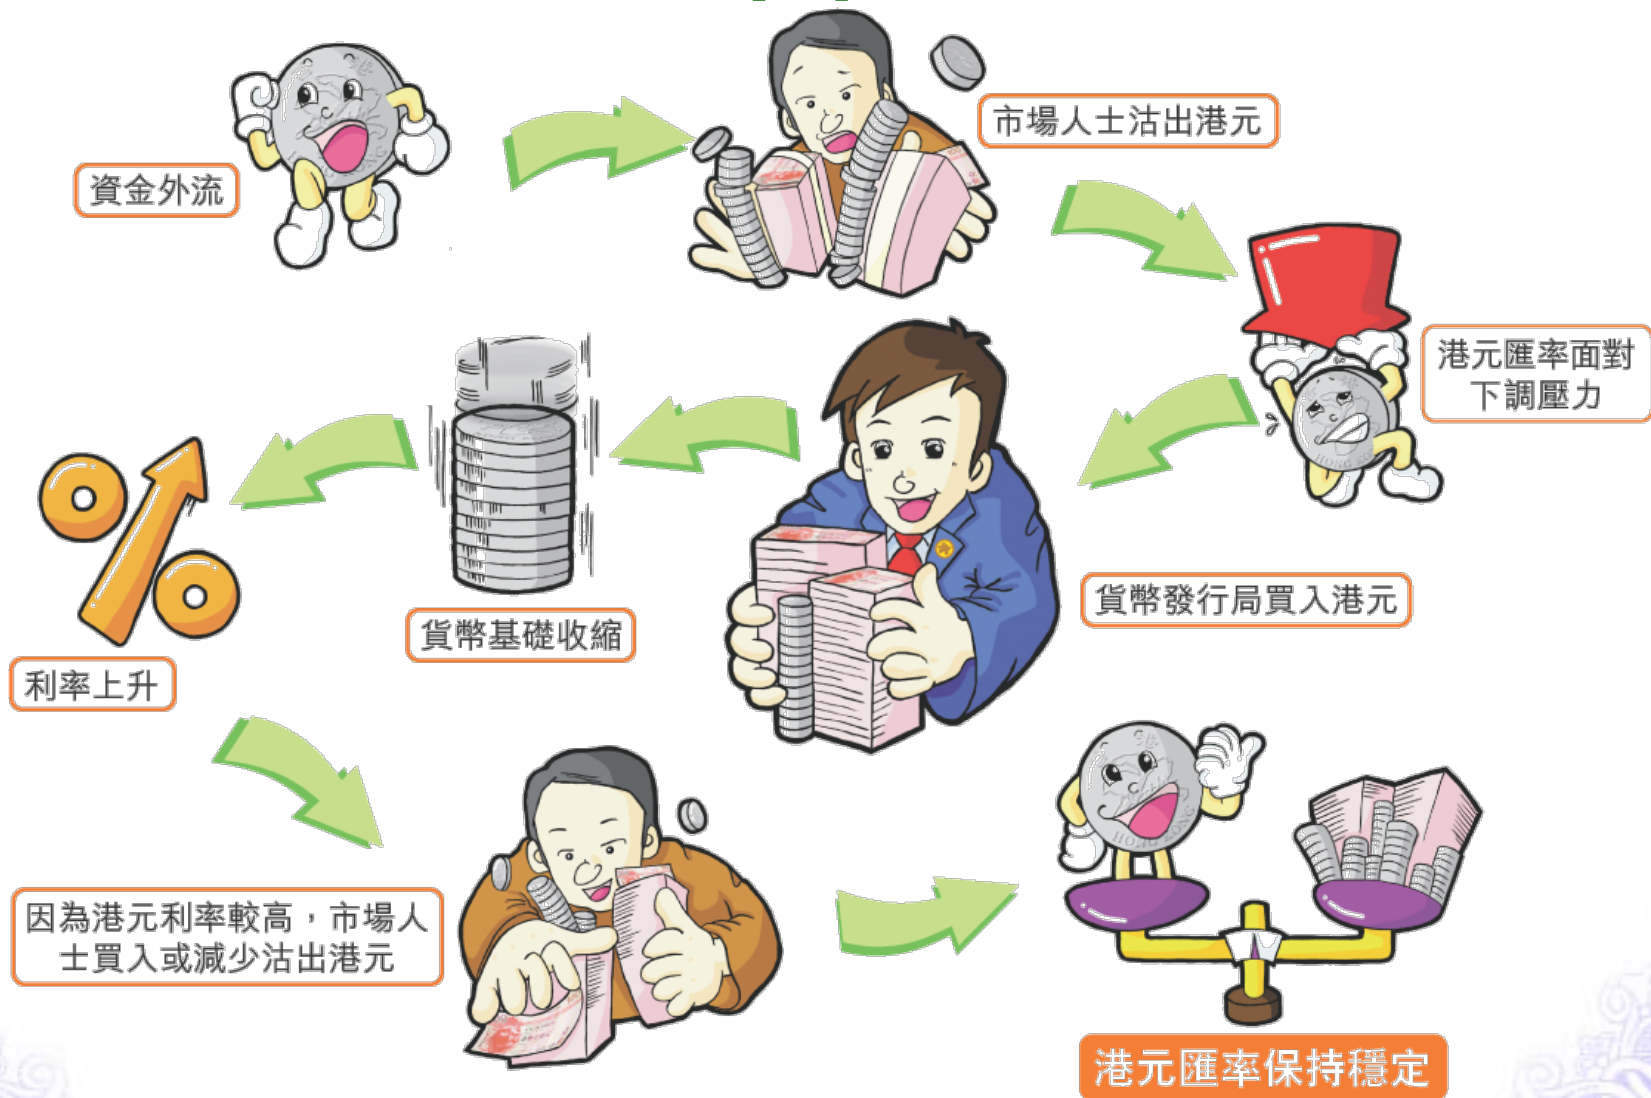 資金外流
市場人士沽出港元
港元匯率面對
下調壓力
貨幣發行局買入港元
貨幣基礎收縮
利率上升
因為港元利率較高，市場人
士買入或減少沽出港元
港元匯率保持穩定